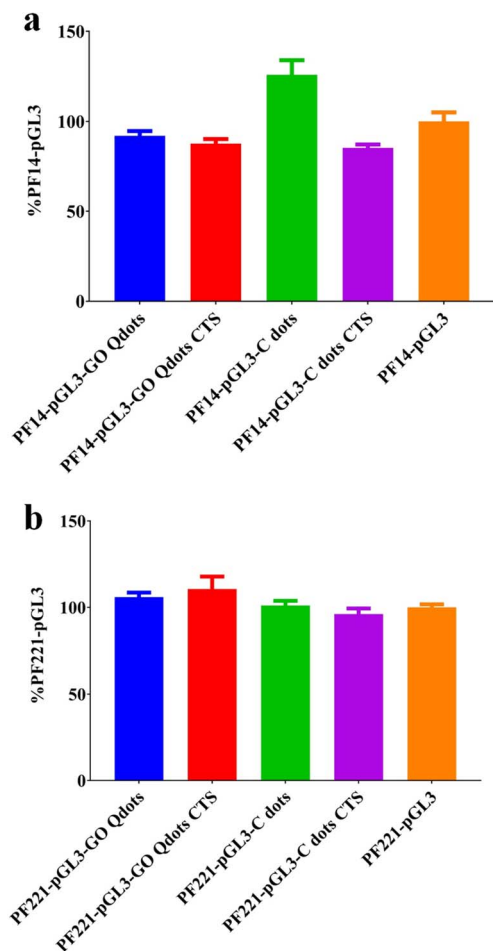 a
%PF14-pGL3
150
100
50
0
PF14-pGL3-GO Qdots
PF14-pGL3-GO Qdots CTS
PF14-pGL3-C dots
PF14-pGL3-C dots CTS
PF14-pGL3
b
%PF221-pGL3
150
100
50
0
PF221-pGL3-GO Qdots
PF221-pGL3-GO Qdots CTS
PF221-pGL3-C dots
PF221-pGL3-C dots CTS
PF221-pGL3